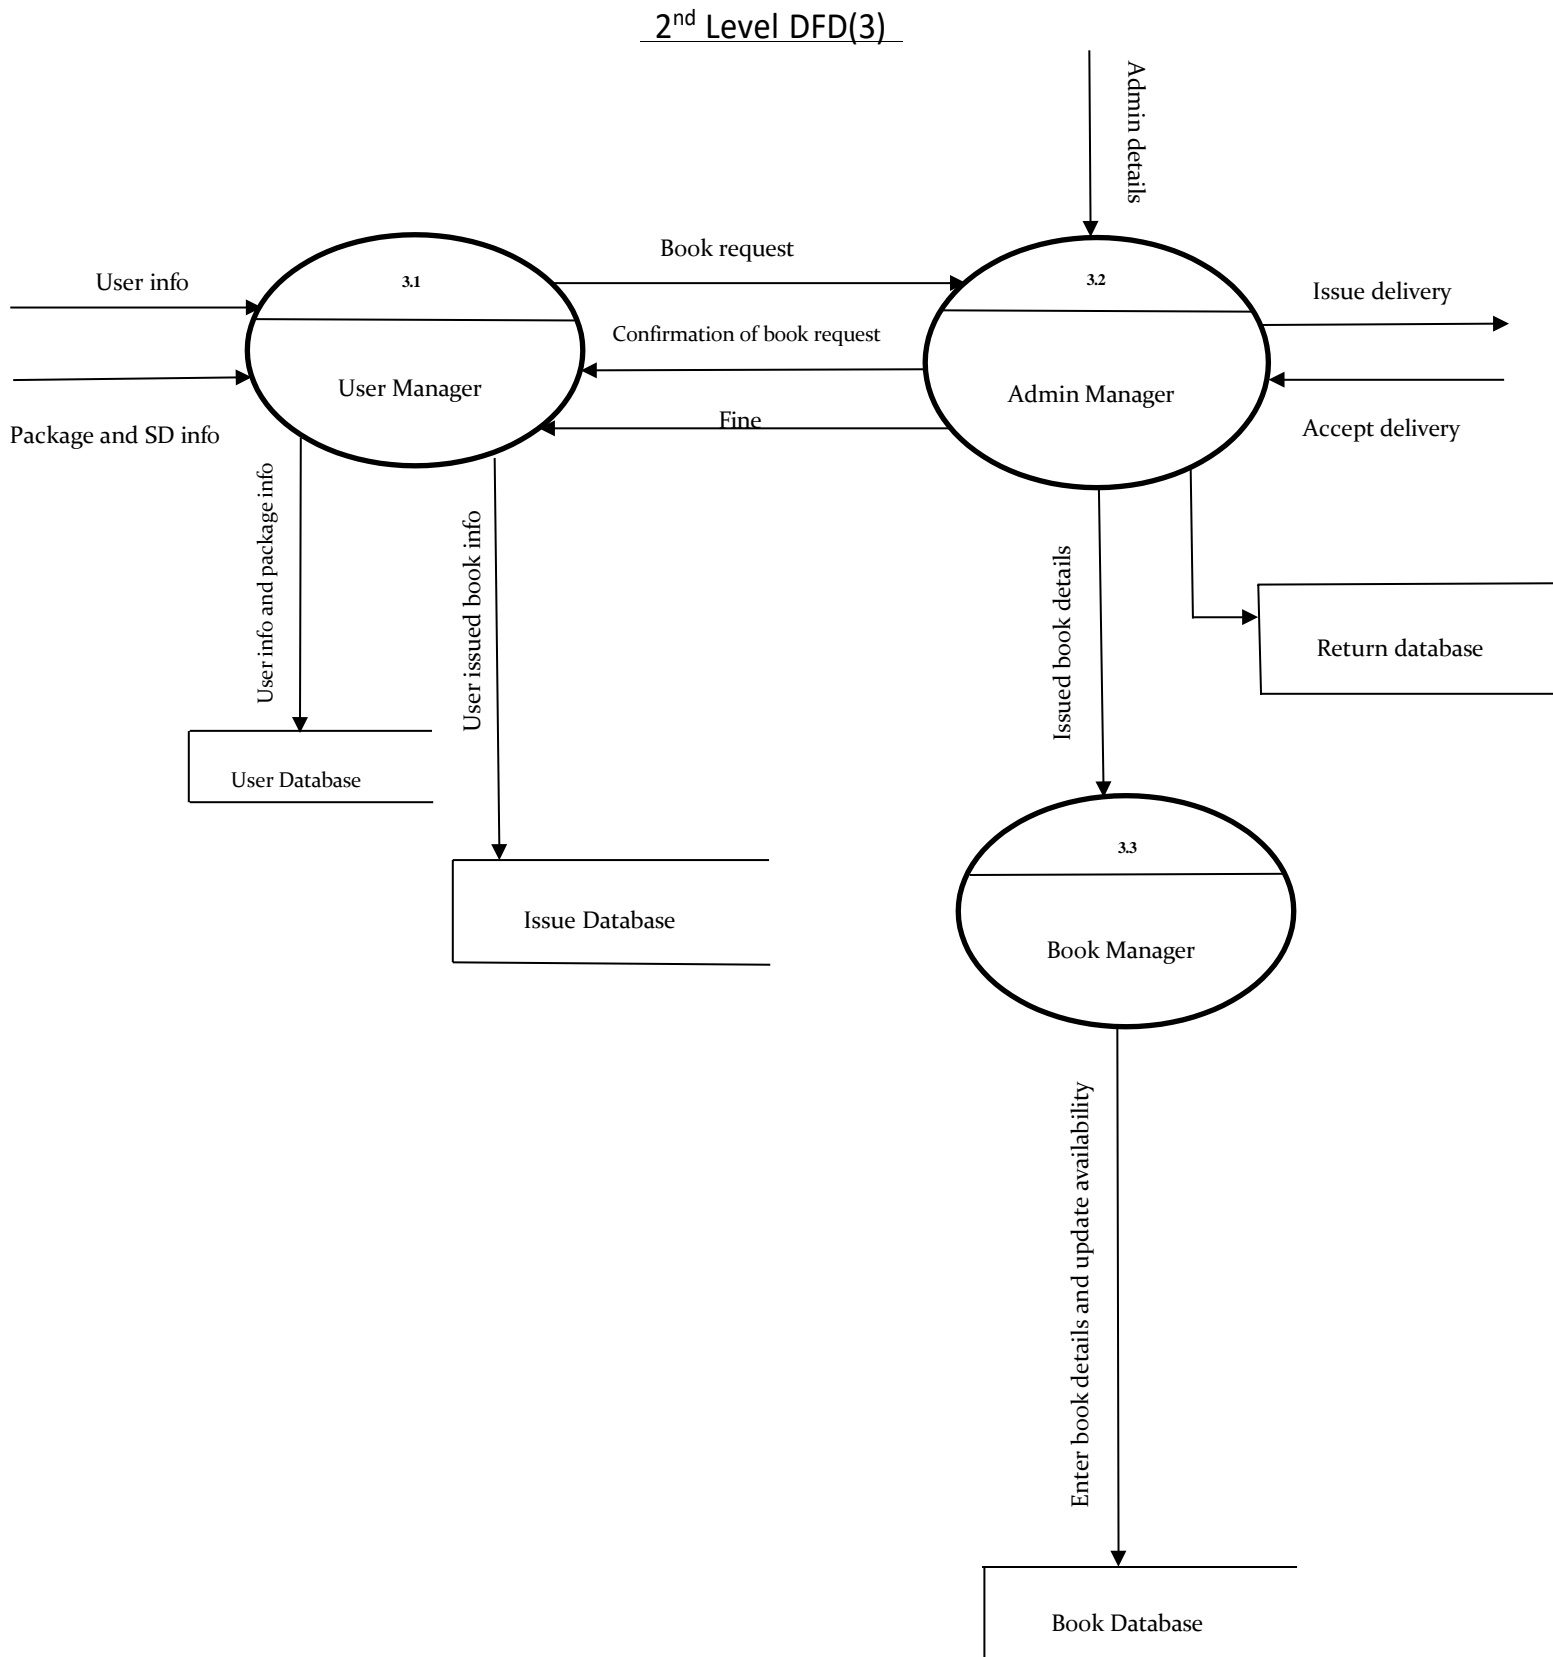 2nd Level DFD(3)
Admin details
Book request
3.1
3.2
User info
Issue delivery
Confirmation of book request
User Manager
Admin Manager
Fine
Package and SD info
Accept delivery
User info and package info
User issued book info
Issued book details
Return database
User Database
3.3
Issue Database
Book Manager
Enter book details and update availability
Book Database